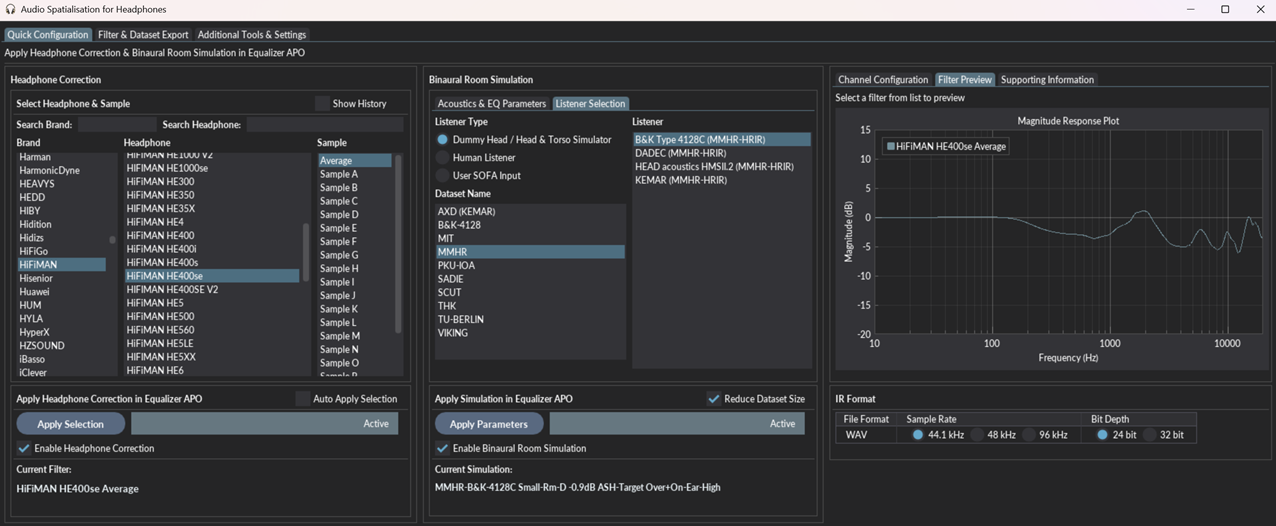 Audio Spatialisation for Headphones
Quick Configuration Filter & Dataset Export Additional Tools & Settings
Apply Headphone Correction & Binaural Room Simulation in Equalizer APO
Headphone Correction
Select Headphone & Sample Show History
Search Brand: Search Headphone:
Brand Headphone Sample
Harman
HarmonicDyne
HEAVYS
HEDD
HIBY
Hidition
Hidizs
HiFiGo
HiFiMAN
Hisenior
Huawei
HUM
HYLA
HyperX
HZSOUND
iBasso
iClever
HIFIMAN HE1000 V2
HIFIMAN HE1000se
HiFiMAN HE300
HiFiMAN HE350
HiFiMAN HE35X
HiFiMAN HE4
HiFiMAN HE400
HiFiMAN HE400i
HiFiMAN HE400s
HiFiMAN HE400se
HIFIMAN HE400SE V2
HiFiMAN HE5
HiFiMAN HE500
HiFiMAN HE560
HiFiMAN HE5LE
HIFIMAN HE5XX
HiFiMAN HE6
Average
Sample A
Sample B
Sample C
Sample D
Sample E
Sample F
Sample G
Sample H
Sample I
Sample J
Sample K
Sample L
Sample M
Sample N
Sample O
Apply Headphone Correction in Equalizer APO Auto Apply Selection
Apply Selection Active
Enable Headphone Correction
Current Filter:
HiFiMAN HE400se Average
Binaural Room Simulation
Acoustics & EQ Parameters Listener Selection
Listener Type
Dummy Head / Head & Torso Simulator
Human Listener
User SOFA Input
Dataset Name
AXD (KEMAR)
B&K-4128
MIT
MMHR
PKU-IOA
SADIE
SCUT
THK
TU-BERLIN
VIKING
Listener
B&K Type 4128C (MMHR-HRIR)
DADEC (MMHR-HRIR)
HEAD acoustics HMSII.2 (MMHR-HRIR)
KEMAR (MMHR-HRIR)
Apply Simulation in Equalizer APO Reduce Dataset Size
Apply Parameters Active
Enable Binaural Room Simulation
Current Simulation:
MMHR-B&K-4128C Small-Rm-D -0.9dB ASH-Target Over+On-Ear-High
Channel Configuration Filter Preview Supporting Information
Select a filter from list to preview
Magnitude Response Plot
HiFiMAN HE400se Average
Magnitude (dB)
15
10
5
0
-5
-10
-15
-20
10 100 1000 10000
Frequency (Hz)
IR Format
File Format Sample Rate Bit Depth
WAV 44.1 kHz 48 kHz 96 kHz 24 bit 32 bit